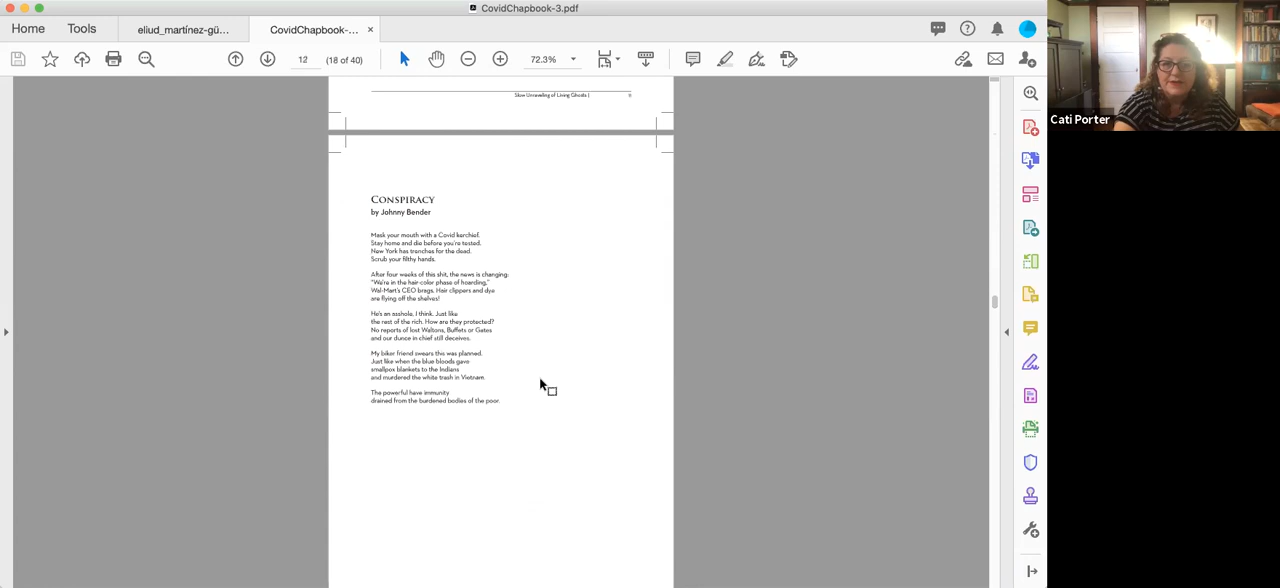 CovidChapbook-3.pdf
Home
Tools
eliud_martínez-gü...
CovidChapbook-... ×
12
(18 of 40)
72.3%
Slow Unraveling of Living Ghosts |
Conspiracy
by Johnny Bender
Mask your mouth with a Covid kerchief.
Stay home and die before you're tested.
New York has trenches for the dead.
Scrub your filthy hands.
After four weeks of this shit, the news is changing:
"We're in the hair-color phase of hoarding,"
Wal-Mart's CEO brags. Hair clippers and dye
are flying off the shelves!
He's an asshole, I think. Just like
the rest of the rich. How are they protected?
No reports of lost Waltons, Buffets or Gates
and our dunce in chief still deceives.
My biker friend swears this was planned.
Just like when the blue bloods gave
smallpox blankets to the Indians
and murdered the white trash in Vietnam.
The powerful have immunity
drained from the burdened bodies of the poor.
Cati Porter